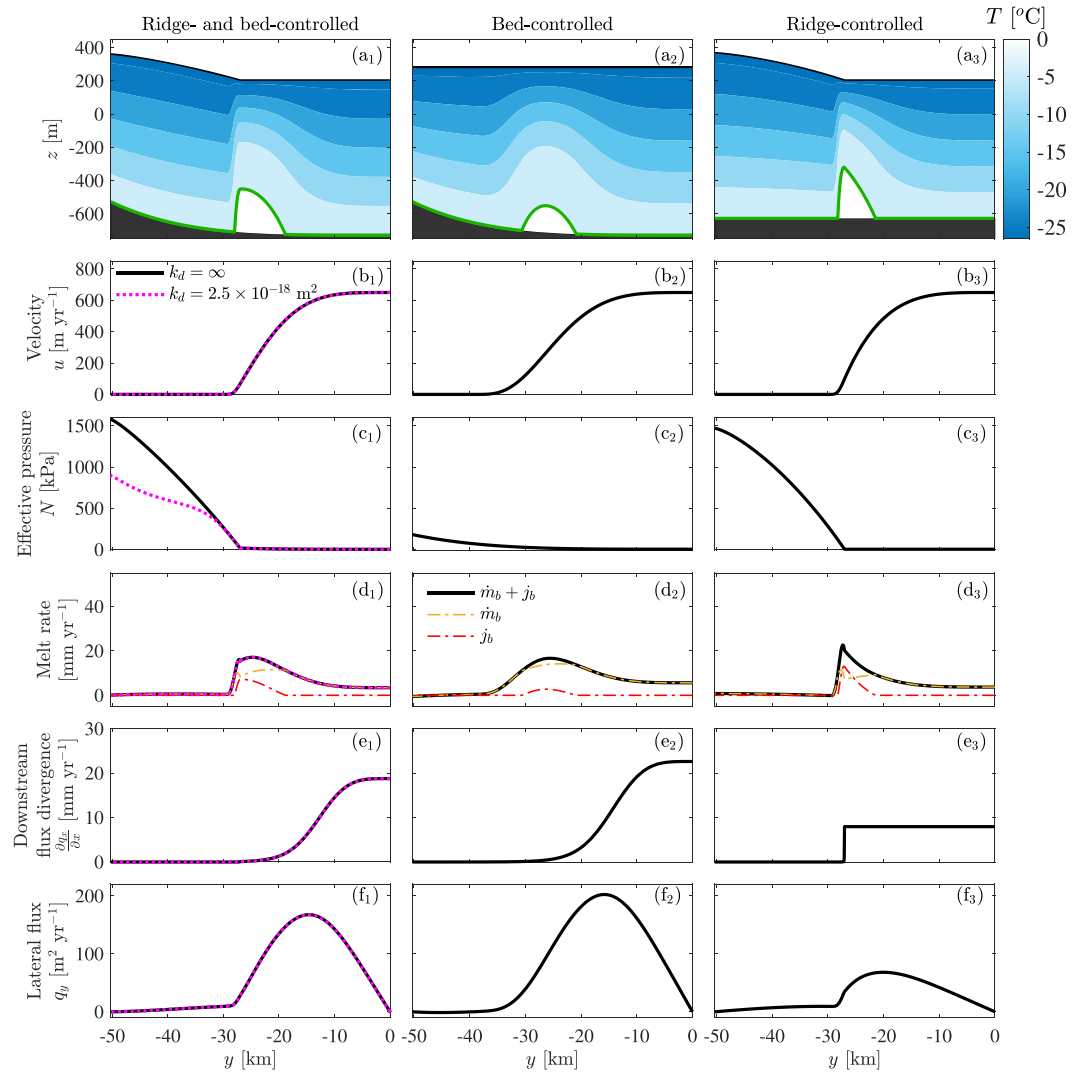 Ridge- and bed-controlled
Bed-controlled
Ridge-controlled
T [°C]
(a₁)
(a₂)
(a₃)
z [m]
400
200
0
-200
-400
-600
0
-5
-10
-15
-20
-25
(b₁)
(b₂)
(b₃)
k_d = ∞
k_d = 2.5 × 10⁻¹⁸ m²
Velocity
u [m yr⁻¹]
800
600
400
200
0
(c₁)
(c₂)
(c₃)
Effective pressure
N [kPa]
1500
1000
500
0
(d₁)
(d₂)
(d₃)
ṁ_b + j_b
ṁ_b
j_b
Melt rate
[mm yr⁻¹]
40
20
0
(e₁)
(e₂)
(e₃)
Downstream
flux divergence
∂q_x/∂x [mm yr⁻¹]
30
20
10
0
(f₁)
(f₂)
(f₃)
Lateral flux
q_y [m² yr⁻¹]
200
100
0
-50 -40 -30 -20 -10 0
-50 -40 -30 -20 -10 0
-50 -40 -30 -20 -10 0
y [km]
y [km]
y [km]